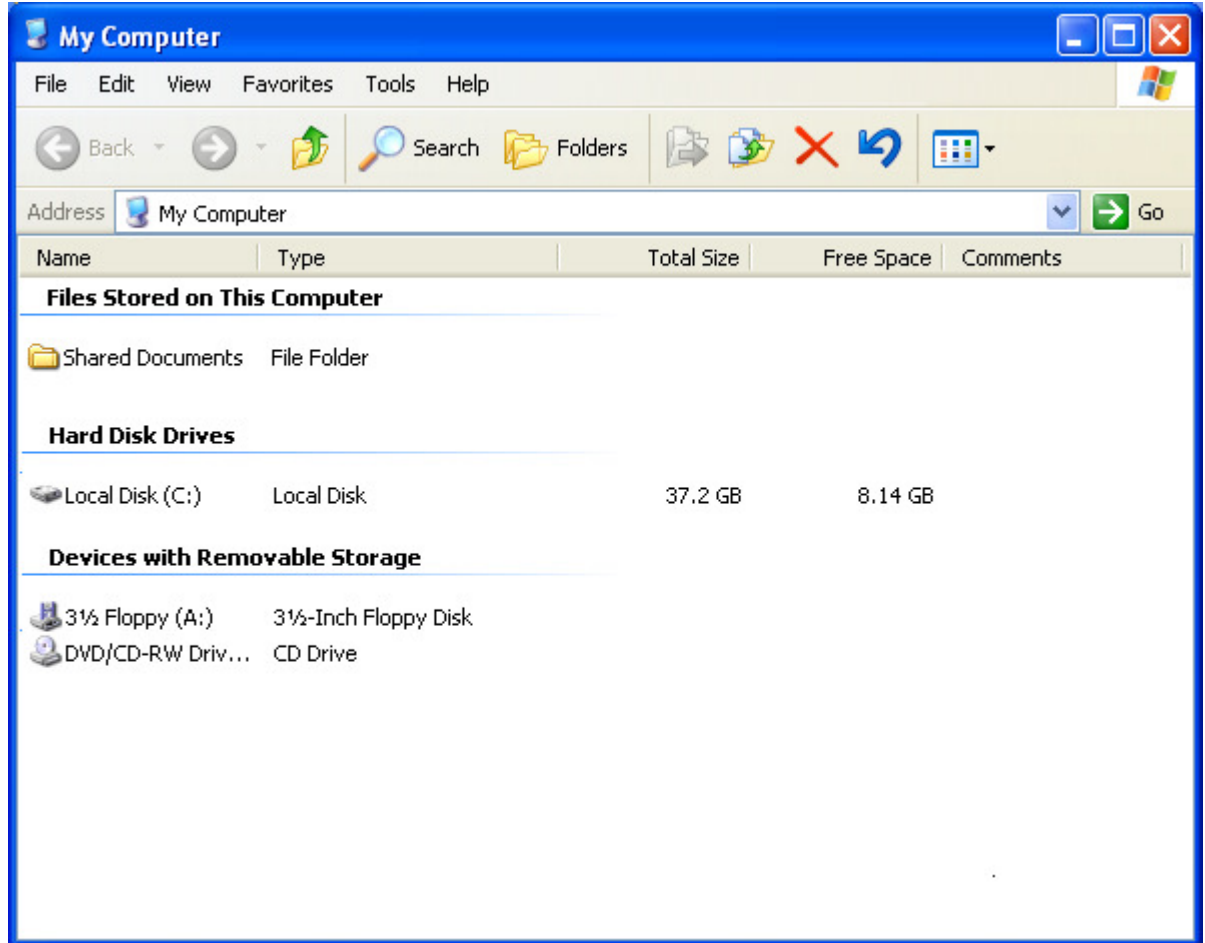 My Computer
File Edit View Favorites Tools Help
Back Search Folders
Address My Computer Go
Name Type Total Size Free Space Comments
Files Stored on This Computer
Shared Documents File Folder
Hard Disk Drives
Local Disk (C:) Local Disk 37.2 GB 8.14 GB
Devices with Removable Storage
3½ Floppy (A:) 3½-Inch Floppy Disk
DVD/CD-RW Driv... CD Drive